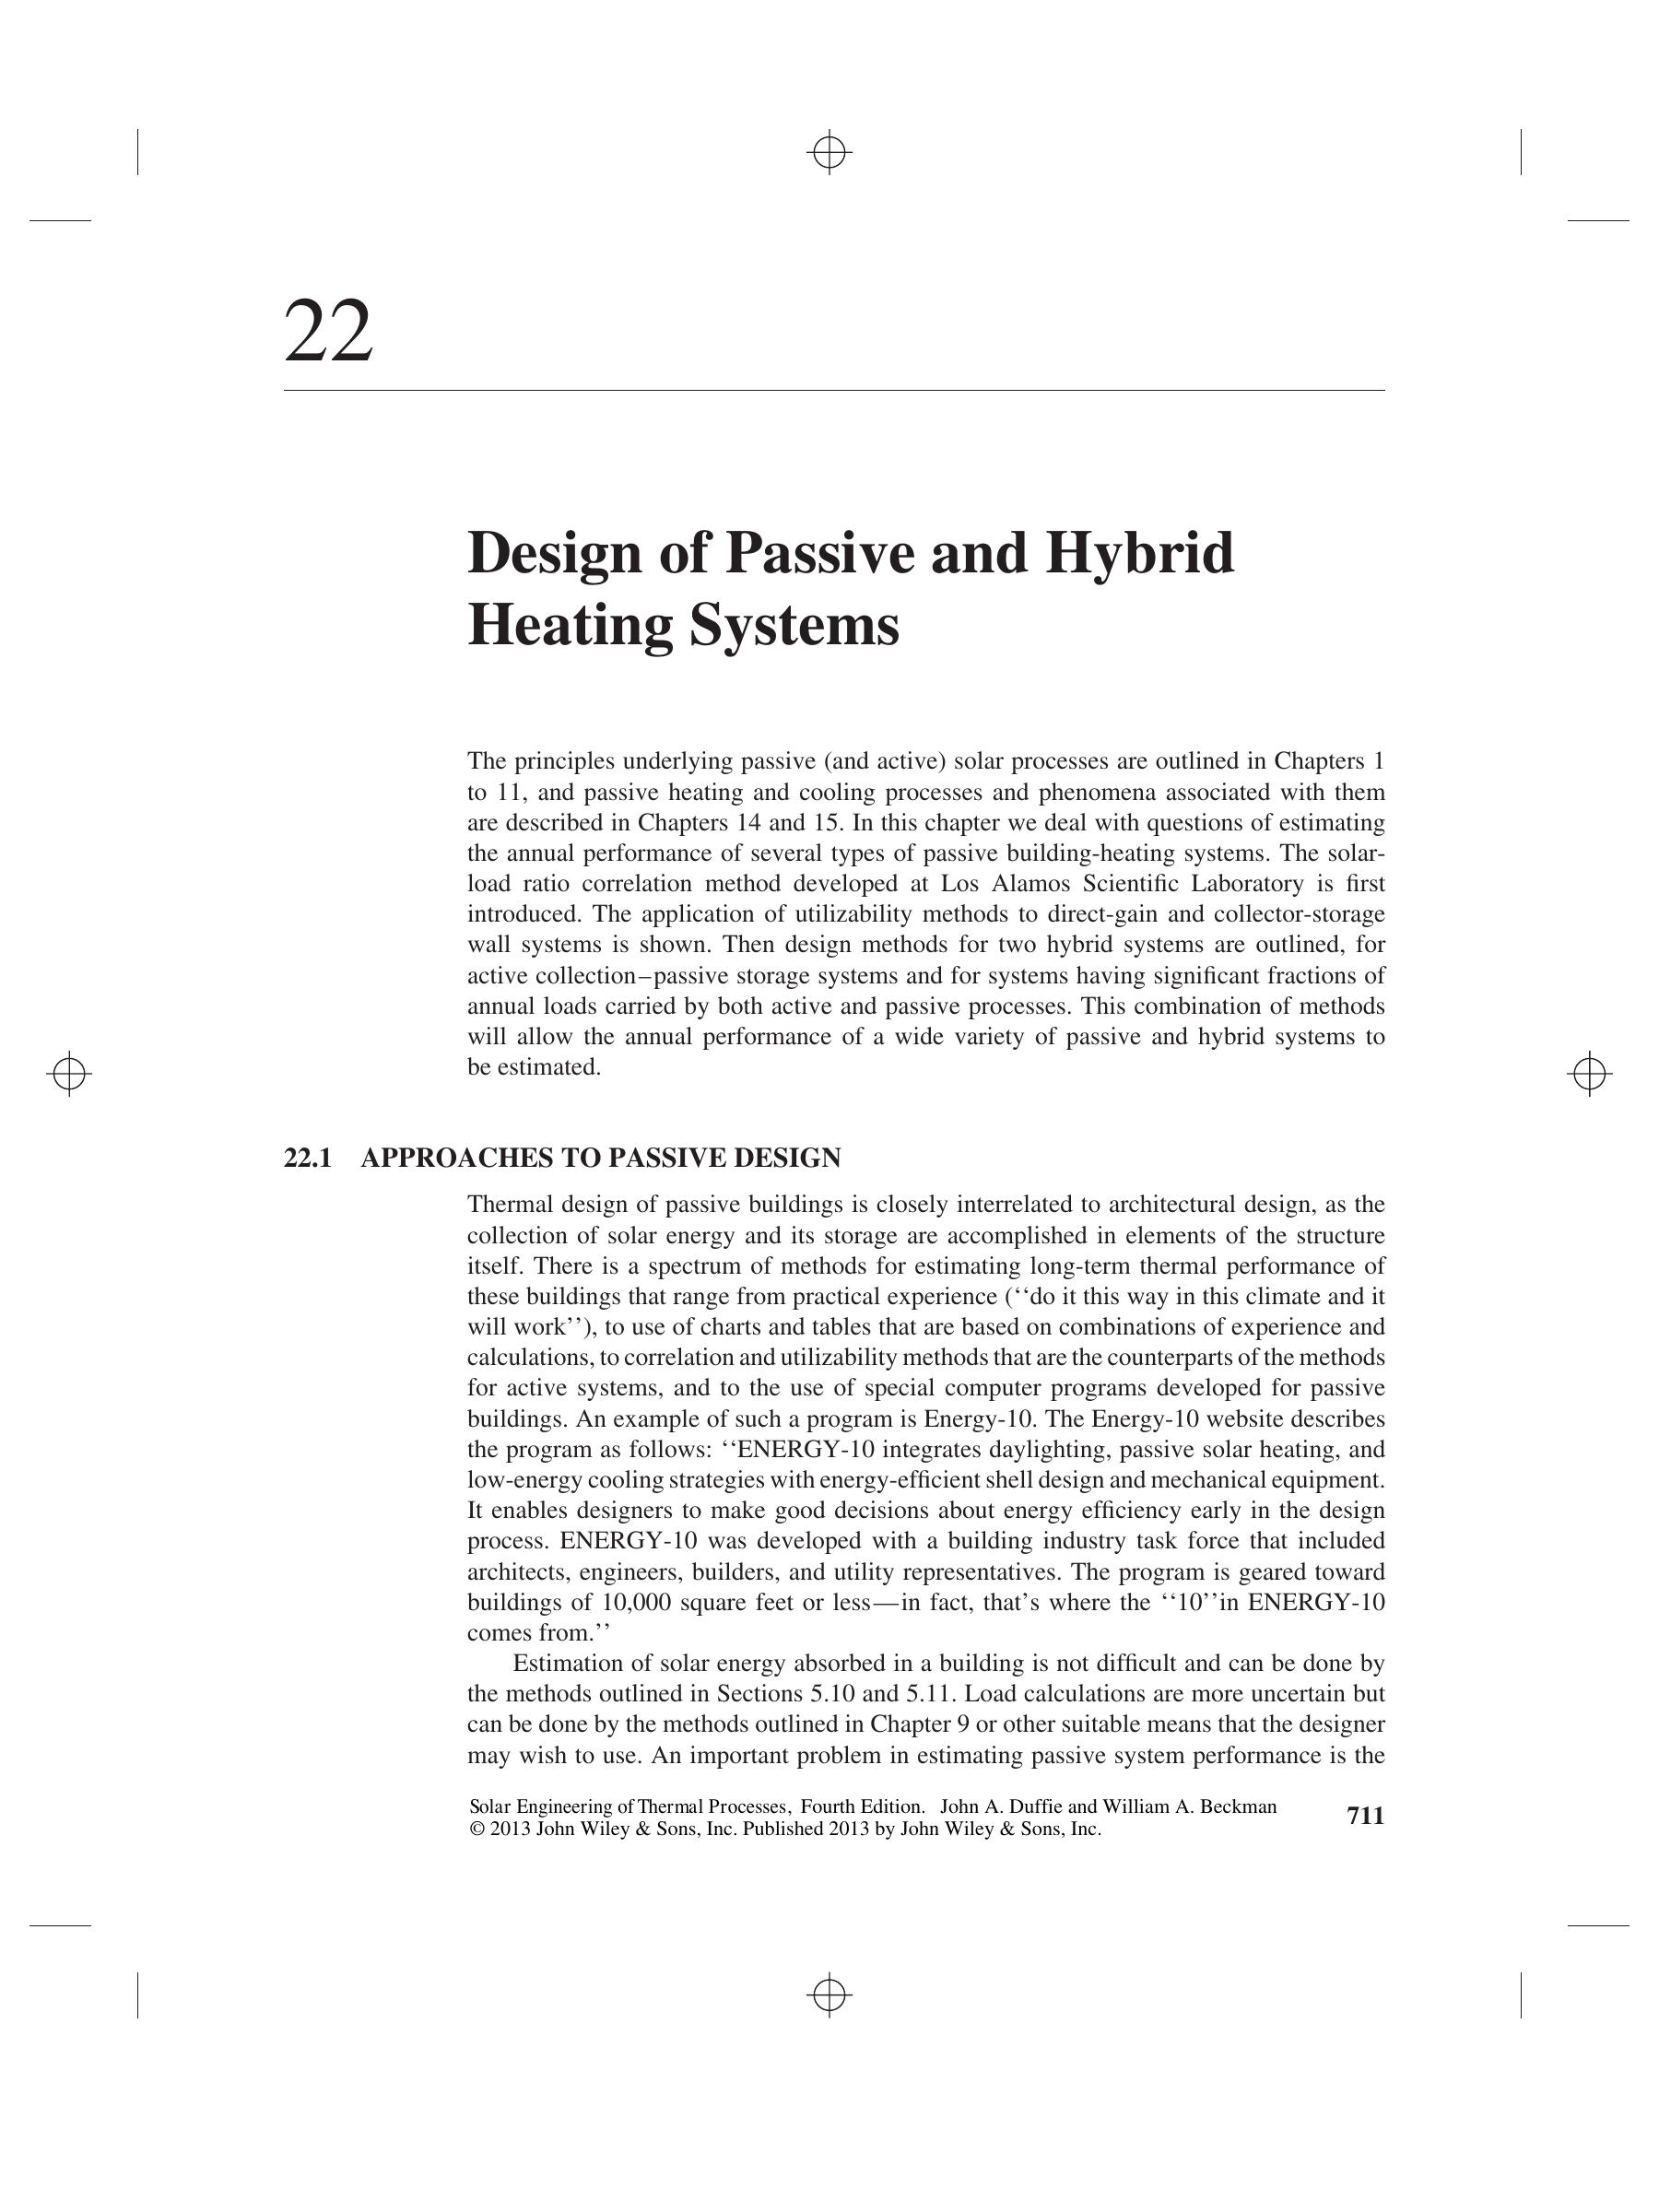 22
Design of Passive and Hybrid
Heating Systems
The principles underlying passive (and active) solar processes are outlined in Chapters 1
to 11, and passive heating and cooling processes and phenomena associated with them
are described in Chapters 14 and 15. In this chapter we deal with questions of estimating
the annual performance of several types of passive building-heating systems. The solar-
load ratio correlation method developed at Los Alamos Scientific Laboratory is first
introduced. The application of utilizability methods to direct-gain and collector-storage
wall systems is shown. Then design methods for two hybrid systems are outlined, for
active collection–passive storage systems and for systems having significant fractions of
annual loads carried by both active and passive processes. This combination of methods
will allow the annual performance of a wide variety of passive and hybrid systems to
be estimated.
22.1 APPROACHES TO PASSIVE DESIGN
Thermal design of passive buildings is closely interrelated to architectural design, as the
collection of solar energy and its storage are accomplished in elements of the structure
itself. There is a spectrum of methods for estimating long-term thermal performance of
these buildings that range from practical experience (‘‘do it this way in this climate and it
will work’’), to use of charts and tables that are based on combinations of experience and
calculations, to correlation and utilizability methods that are the counterparts of the methods
for active systems, and to the use of special computer programs developed for passive
buildings. An example of such a program is Energy-10. The Energy-10 website describes
the program as follows: ‘‘ENERGY-10 integrates daylighting, passive solar heating, and
low-energy cooling strategies with energy-efficient shell design and mechanical equipment.
It enables designers to make good decisions about energy efficiency early in the design
process. ENERGY-10 was developed with a building industry task force that included
architects, engineers, builders, and utility representatives. The program is geared toward
buildings of 10,000 square feet or less—in fact, that’s where the ‘‘10’’in ENERGY-10
comes from.’’
Estimation of solar energy absorbed in a building is not difficult and can be done by
the methods outlined in Sections 5.10 and 5.11. Load calculations are more uncertain but
can be done by the methods outlined in Chapter 9 or other suitable means that the designer
may wish to use. An important problem in estimating passive system performance is the
Solar Engineering of Thermal Processes, Fourth Edition. John A. Duffie and William A. Beckman
© 2013 John Wiley & Sons, Inc. Published 2013 by John Wiley & Sons, Inc.
711